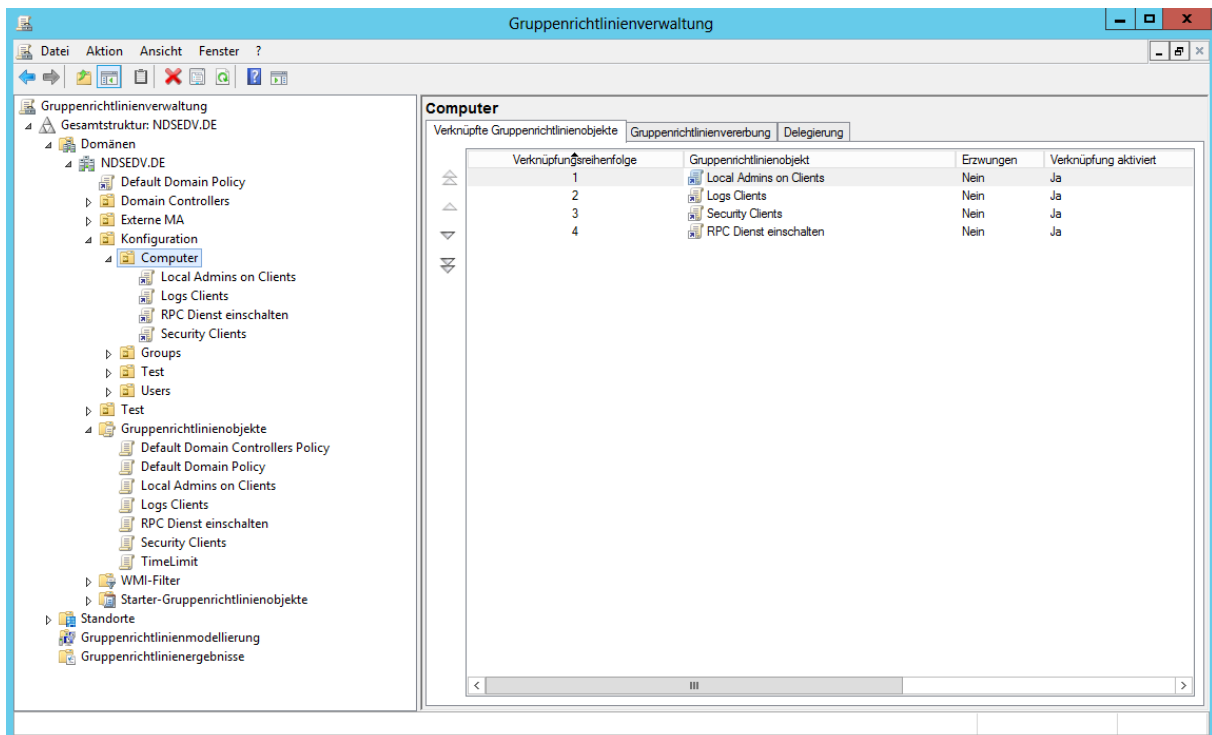 Gruppenrichtlinienverwaltung
Datei Aktion Ansicht Fenster ?
Gruppenrichtlinienverwaltung
Gesamtstruktur: NDSEDV.DE
Domänen
NDSEDV.DE
Default Domain Policy
Domain Controllers
Externe MA
Konfiguration
Computer
Local Admins on Clients
Logs Clients
RPC Dienst einschalten
Security Clients
Groups
Test
Users
Test
Gruppenrichtlinienobjekte
Default Domain Controllers Policy
Default Domain Policy
Local Admins on Clients
Logs Clients
RPC Dienst einschalten
Security Clients
TimeLimit
WMI-Filter
Starter-Gruppenrichtlinienobjekte
Standorte
Gruppenrichtlinienmodellierung
Gruppenrichtlinienergebnisse
Computer
Verknüpfte Gruppenrichtlinienobjekte Gruppenrichtlinienvererbung Delegierung
Verknüpfungsreihenfolge Gruppenrichtlinienobjekt Erzwungen Verknüpfung aktiviert
1 Local Admins on Clients Nein Ja
2 Logs Clients Nein Ja
3 Security Clients Nein Ja
4 RPC Dienst einschalten Nein Ja